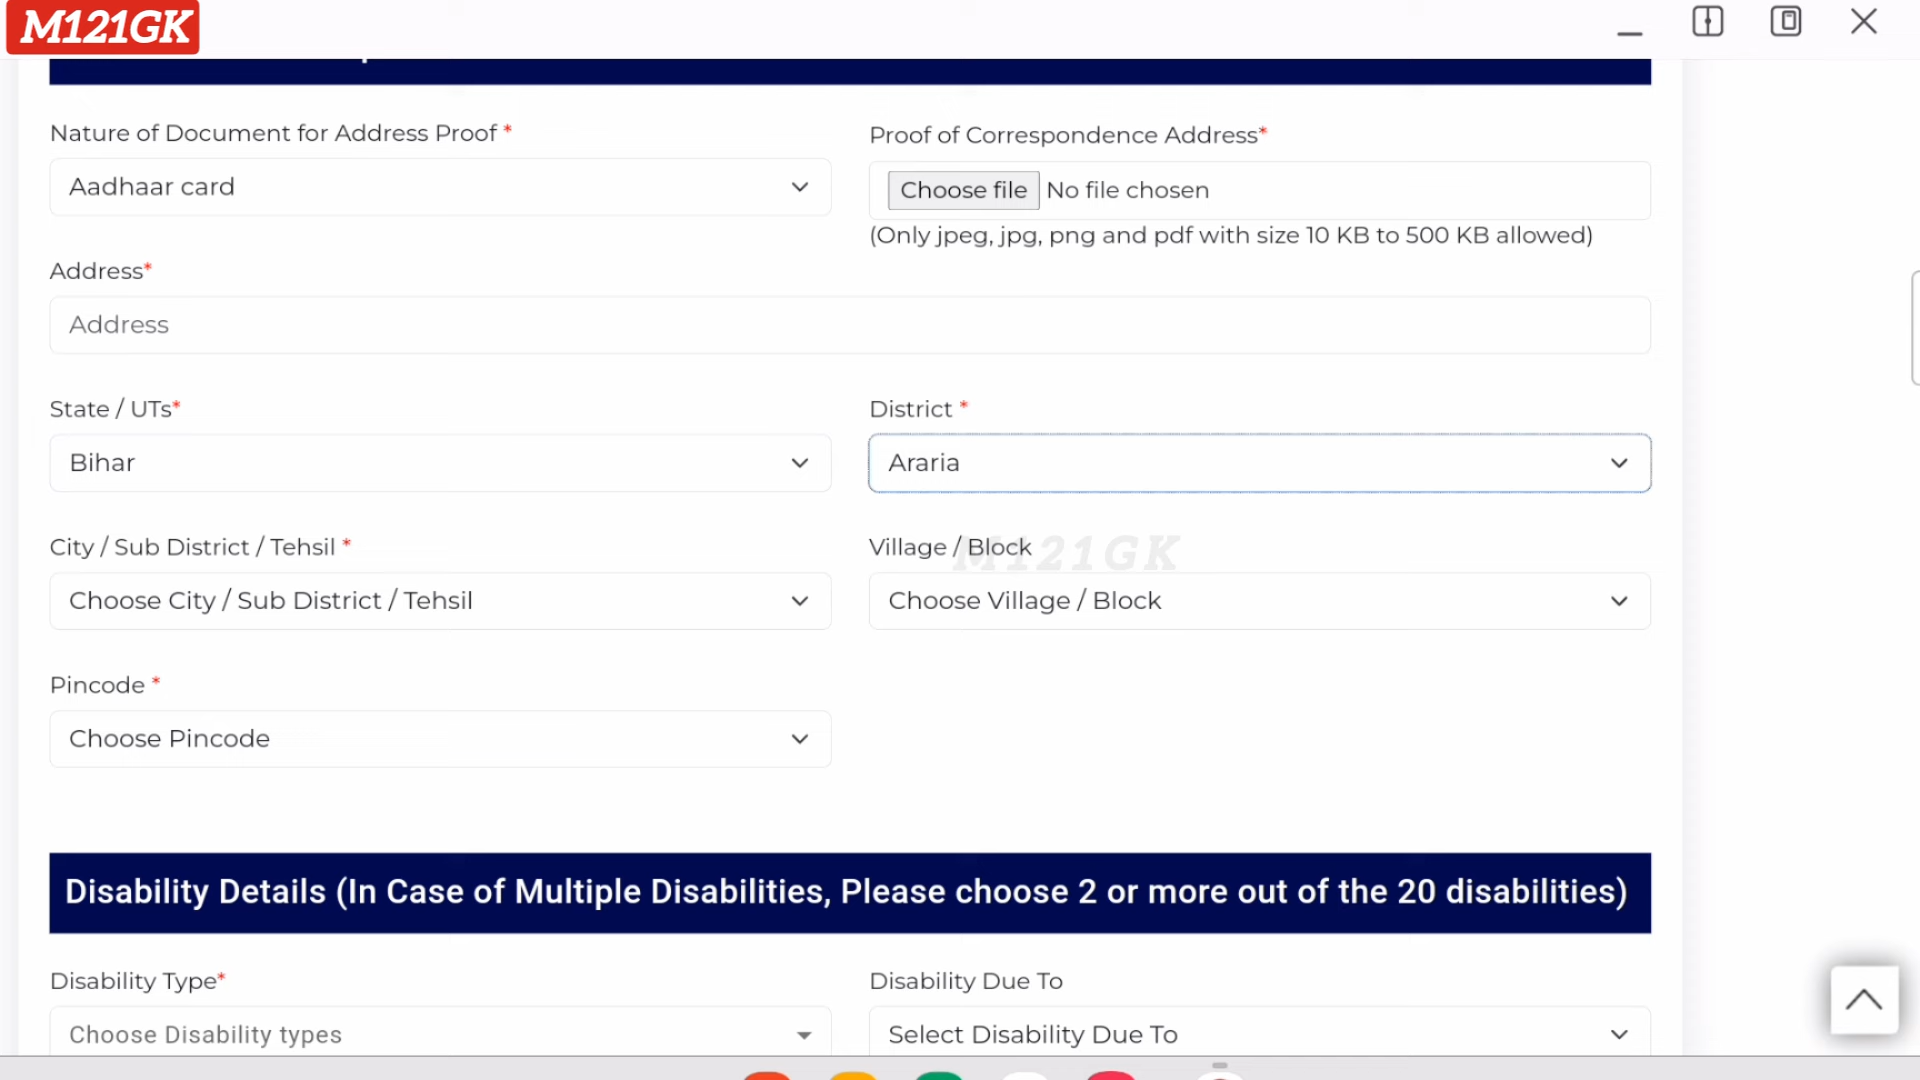 M121GK
Nature of Document for Address Proof *
Proof of Correspondence Address*
Aadhaar card
Choose file No file chosen
(Only jpeg, jpg, png and pdf with size 10 KB to 500 KB allowed)
Address*
Address
State / UTs*
District *
Bihar
Araria
City / Sub District / Tehsil *
Village / Block
M121GK
Choose City / Sub District / Tehsil
Choose Village / Block
Pincode *
Choose Pincode
Disability Details (In Case of Multiple Disabilities, Please choose 2 or more out of the 20 disabilities)
Disability Type*
Disability Due To
Choose Disability types
Select Disability Due To